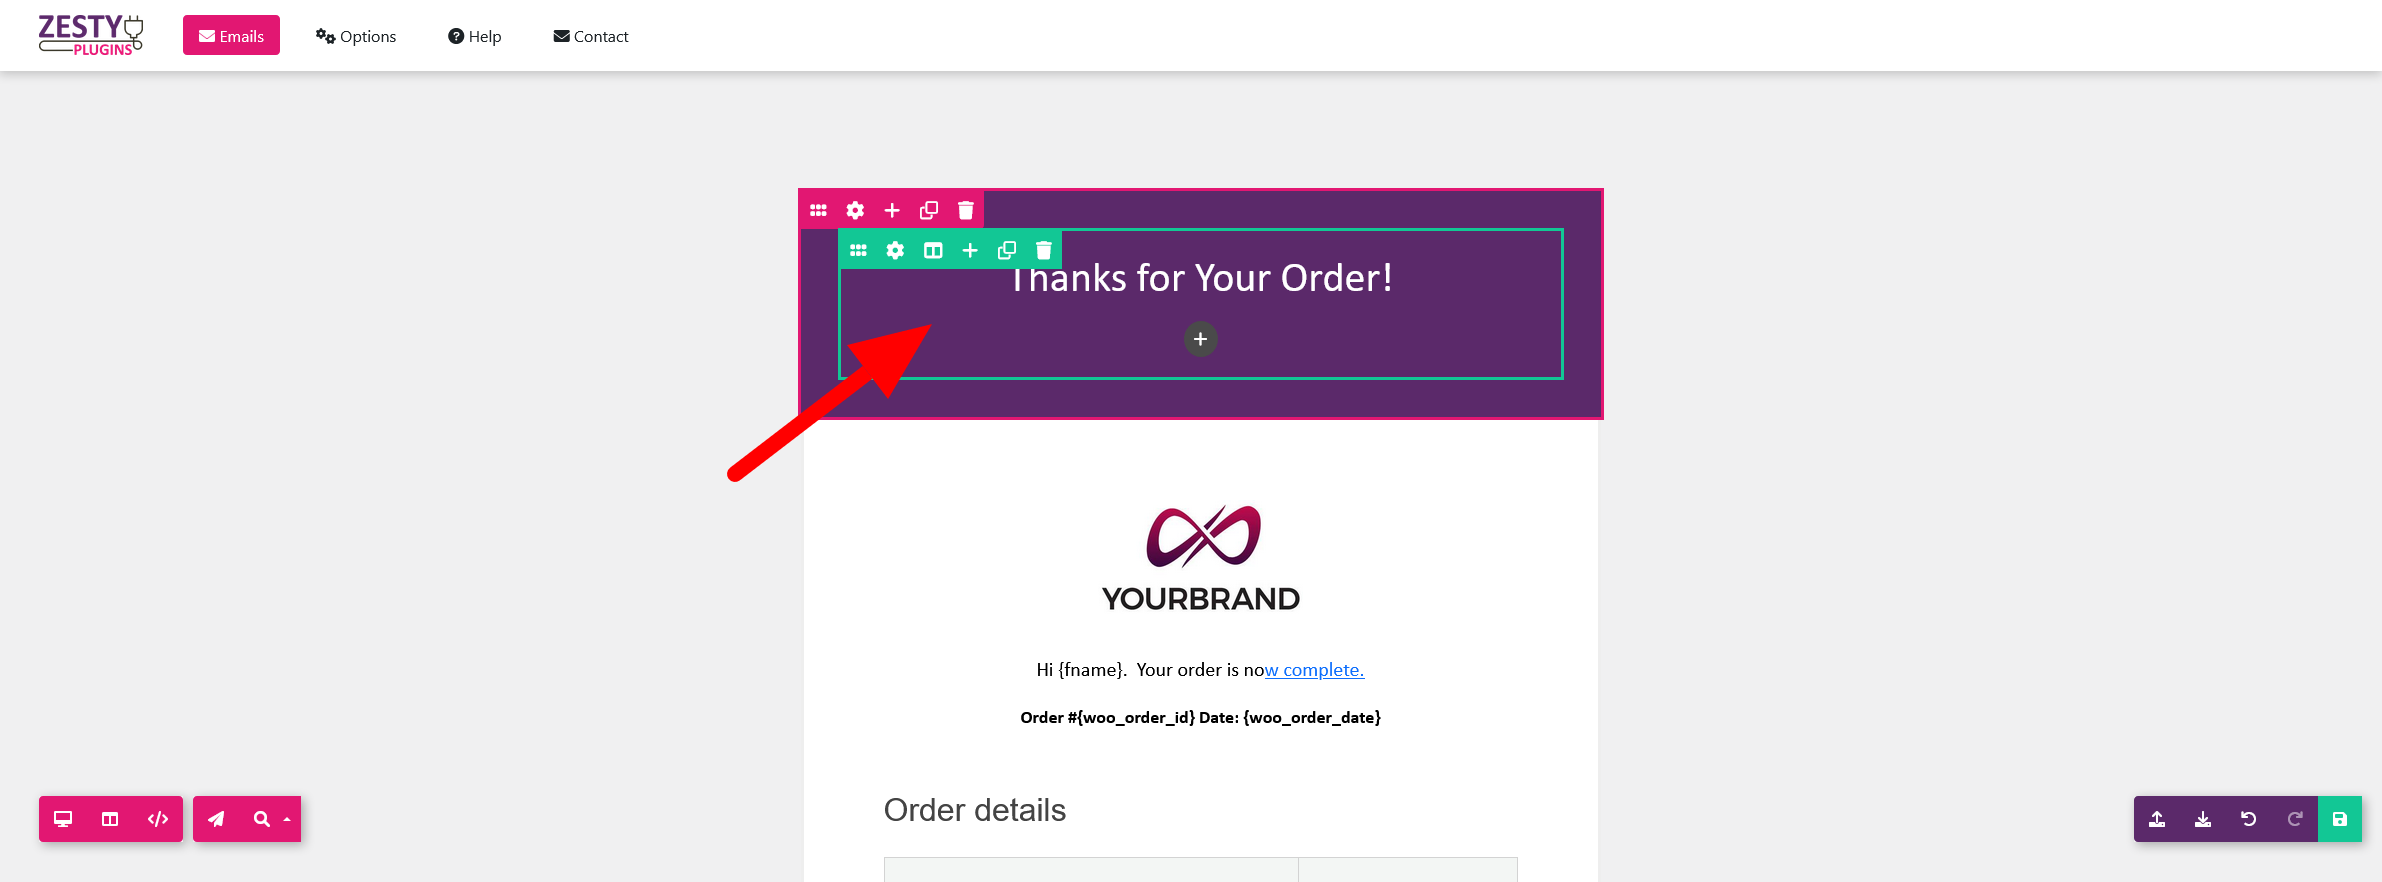 ZESTY
PLUGINS
Emails
Options
Help
Contact
Thanks for Your Order!
YOURBRAND
Hi {fname}.  Your order is now complete.
Order #{woo_order_id} Date: {woo_order_date}
Order details